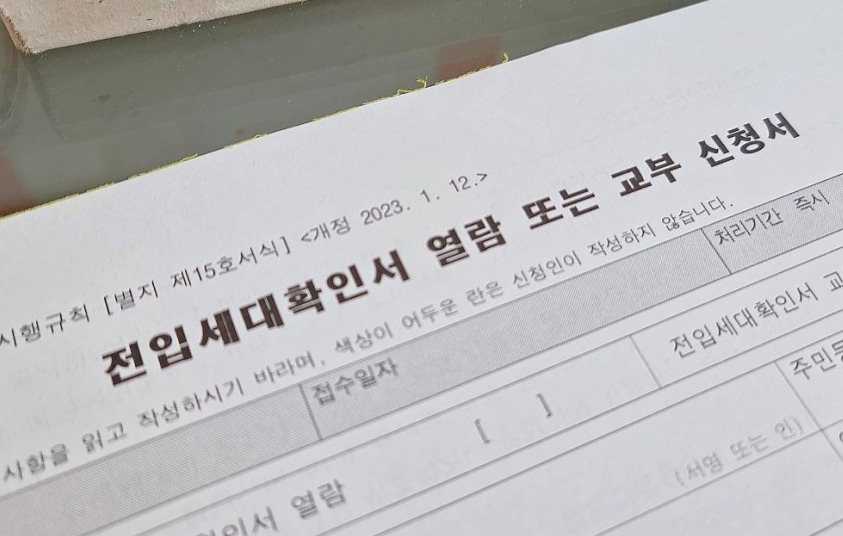 시행규칙 [별지 제15호서식] <개정 2023. 1. 12.>
전입세대확인서 열람 또는 교부 신청서
사항을 읽고 작성하시기 바라며, 색상이 어두운 란은 신청인이 작성하지 않습니다.
접수일자 처리기간 즉시
열람 [ ] 전입세대확인서 교
주민등
(서명 또는 인)